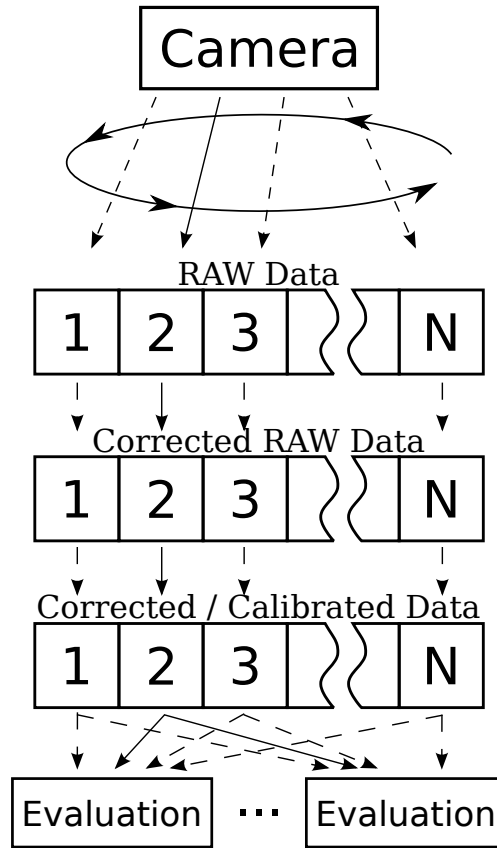 Camera
RAW Data
1 2 3 N
Corrected RAW Data
1 2 3 N
Corrected / Calibrated Data
1 2 3 N
Evaluation ... Evaluation